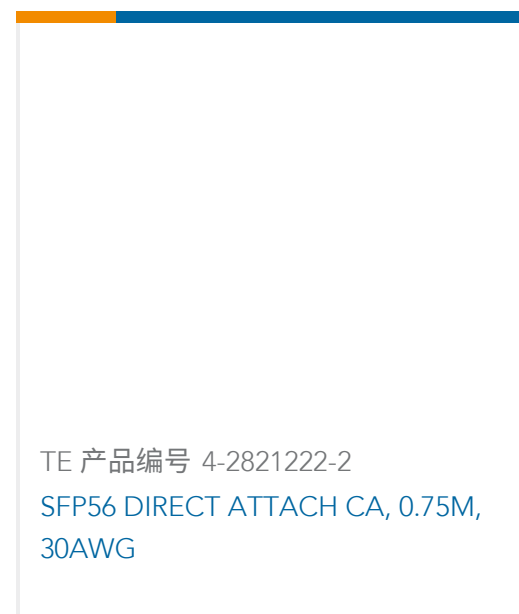 TE 产品编号 4-2821222-2
SFP56 DIRECT ATTACH CA, 0.75M,
30AWG